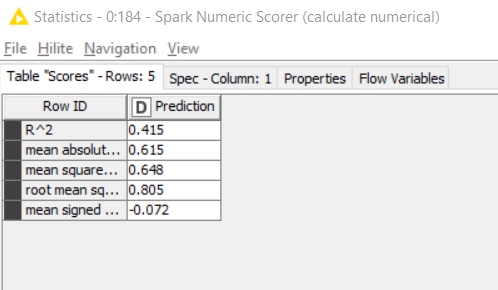 Statistics - 0:184 - Spark Numeric Scorer (calculate numerical)
File Hilite Navigation View
Table "Scores" - Rows: 5 Spec - Column: 1 Properties Flow Variables
Row ID D Prediction
R^2 0.415
mean absolut... 0.615
mean square... 0.648
root mean sq... 0.805
mean signed ... -0.072